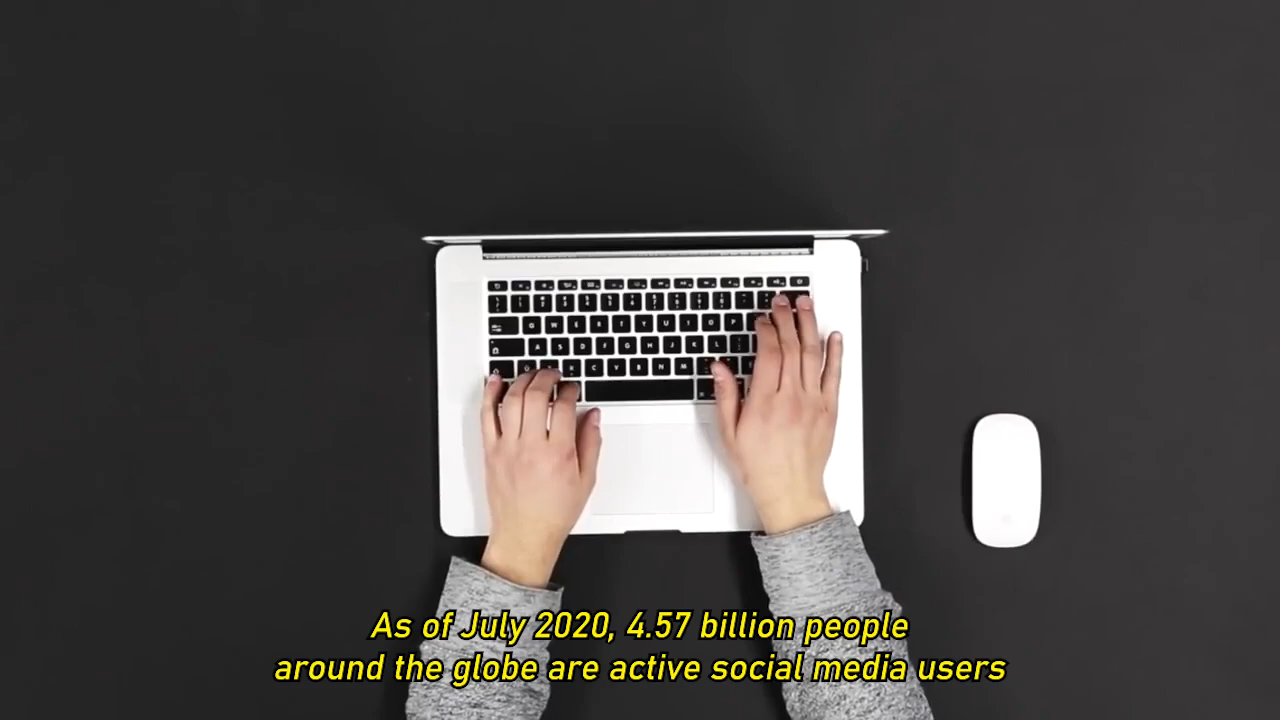 As of July 2020, 4.57 billion people
around the globe are active social media users